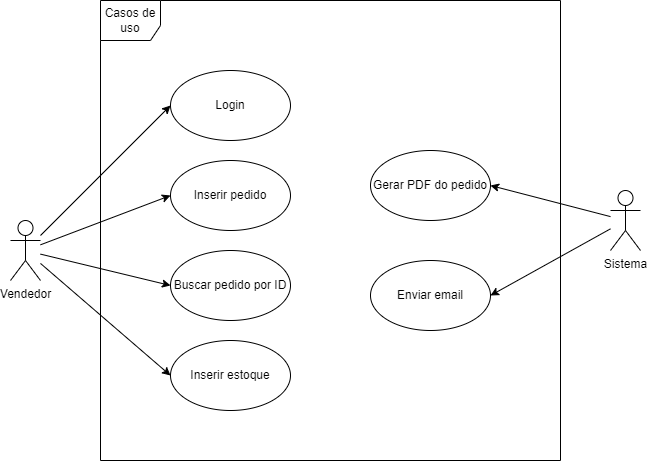 Casos de
uso
Login
Inserir pedido
Gerar PDF do pedido
Buscar pedido por ID
Enviar email
Inserir estoque
Vendedor
Sistema